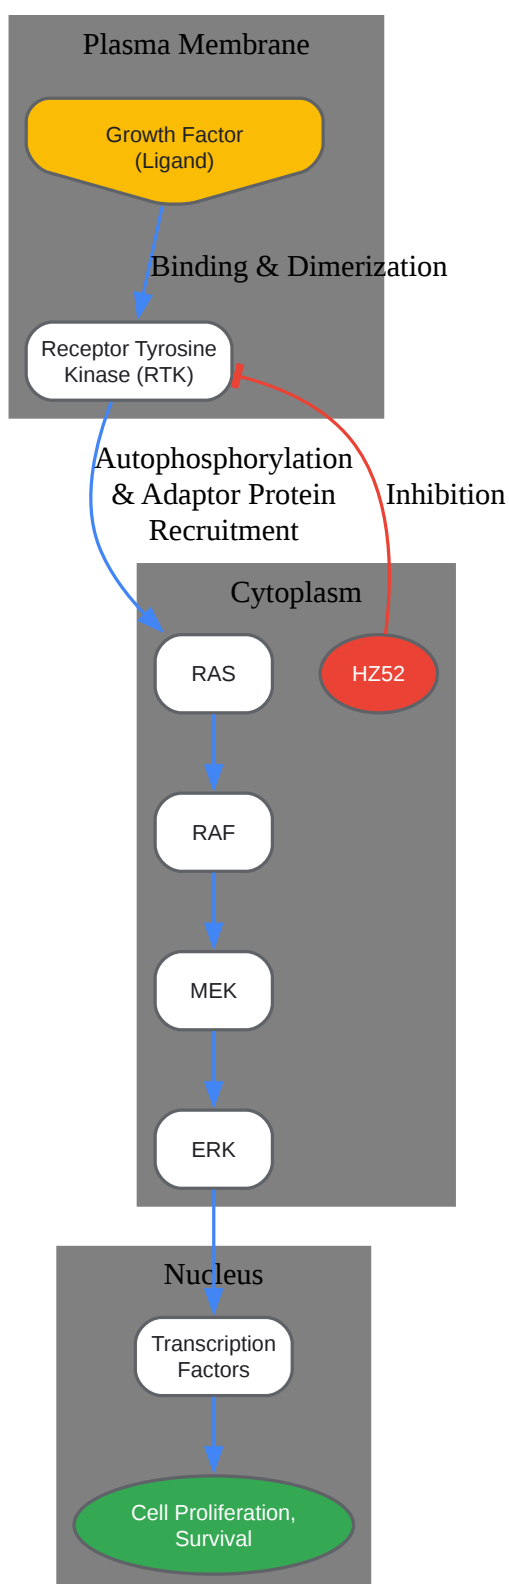 Plasma Membrane
Growth Factor
(Ligand)
Binding & Dimerization
Receptor Tyrosine
Kinase (RTK)
Autophosphorylation
& Adaptor Protein
Recruitment
Inhibition
Cytoplasm
RAS
HZ52
RAF
MEK
ERK
Nucleus
Transcription
Factors
Cell Proliferation,
Survival